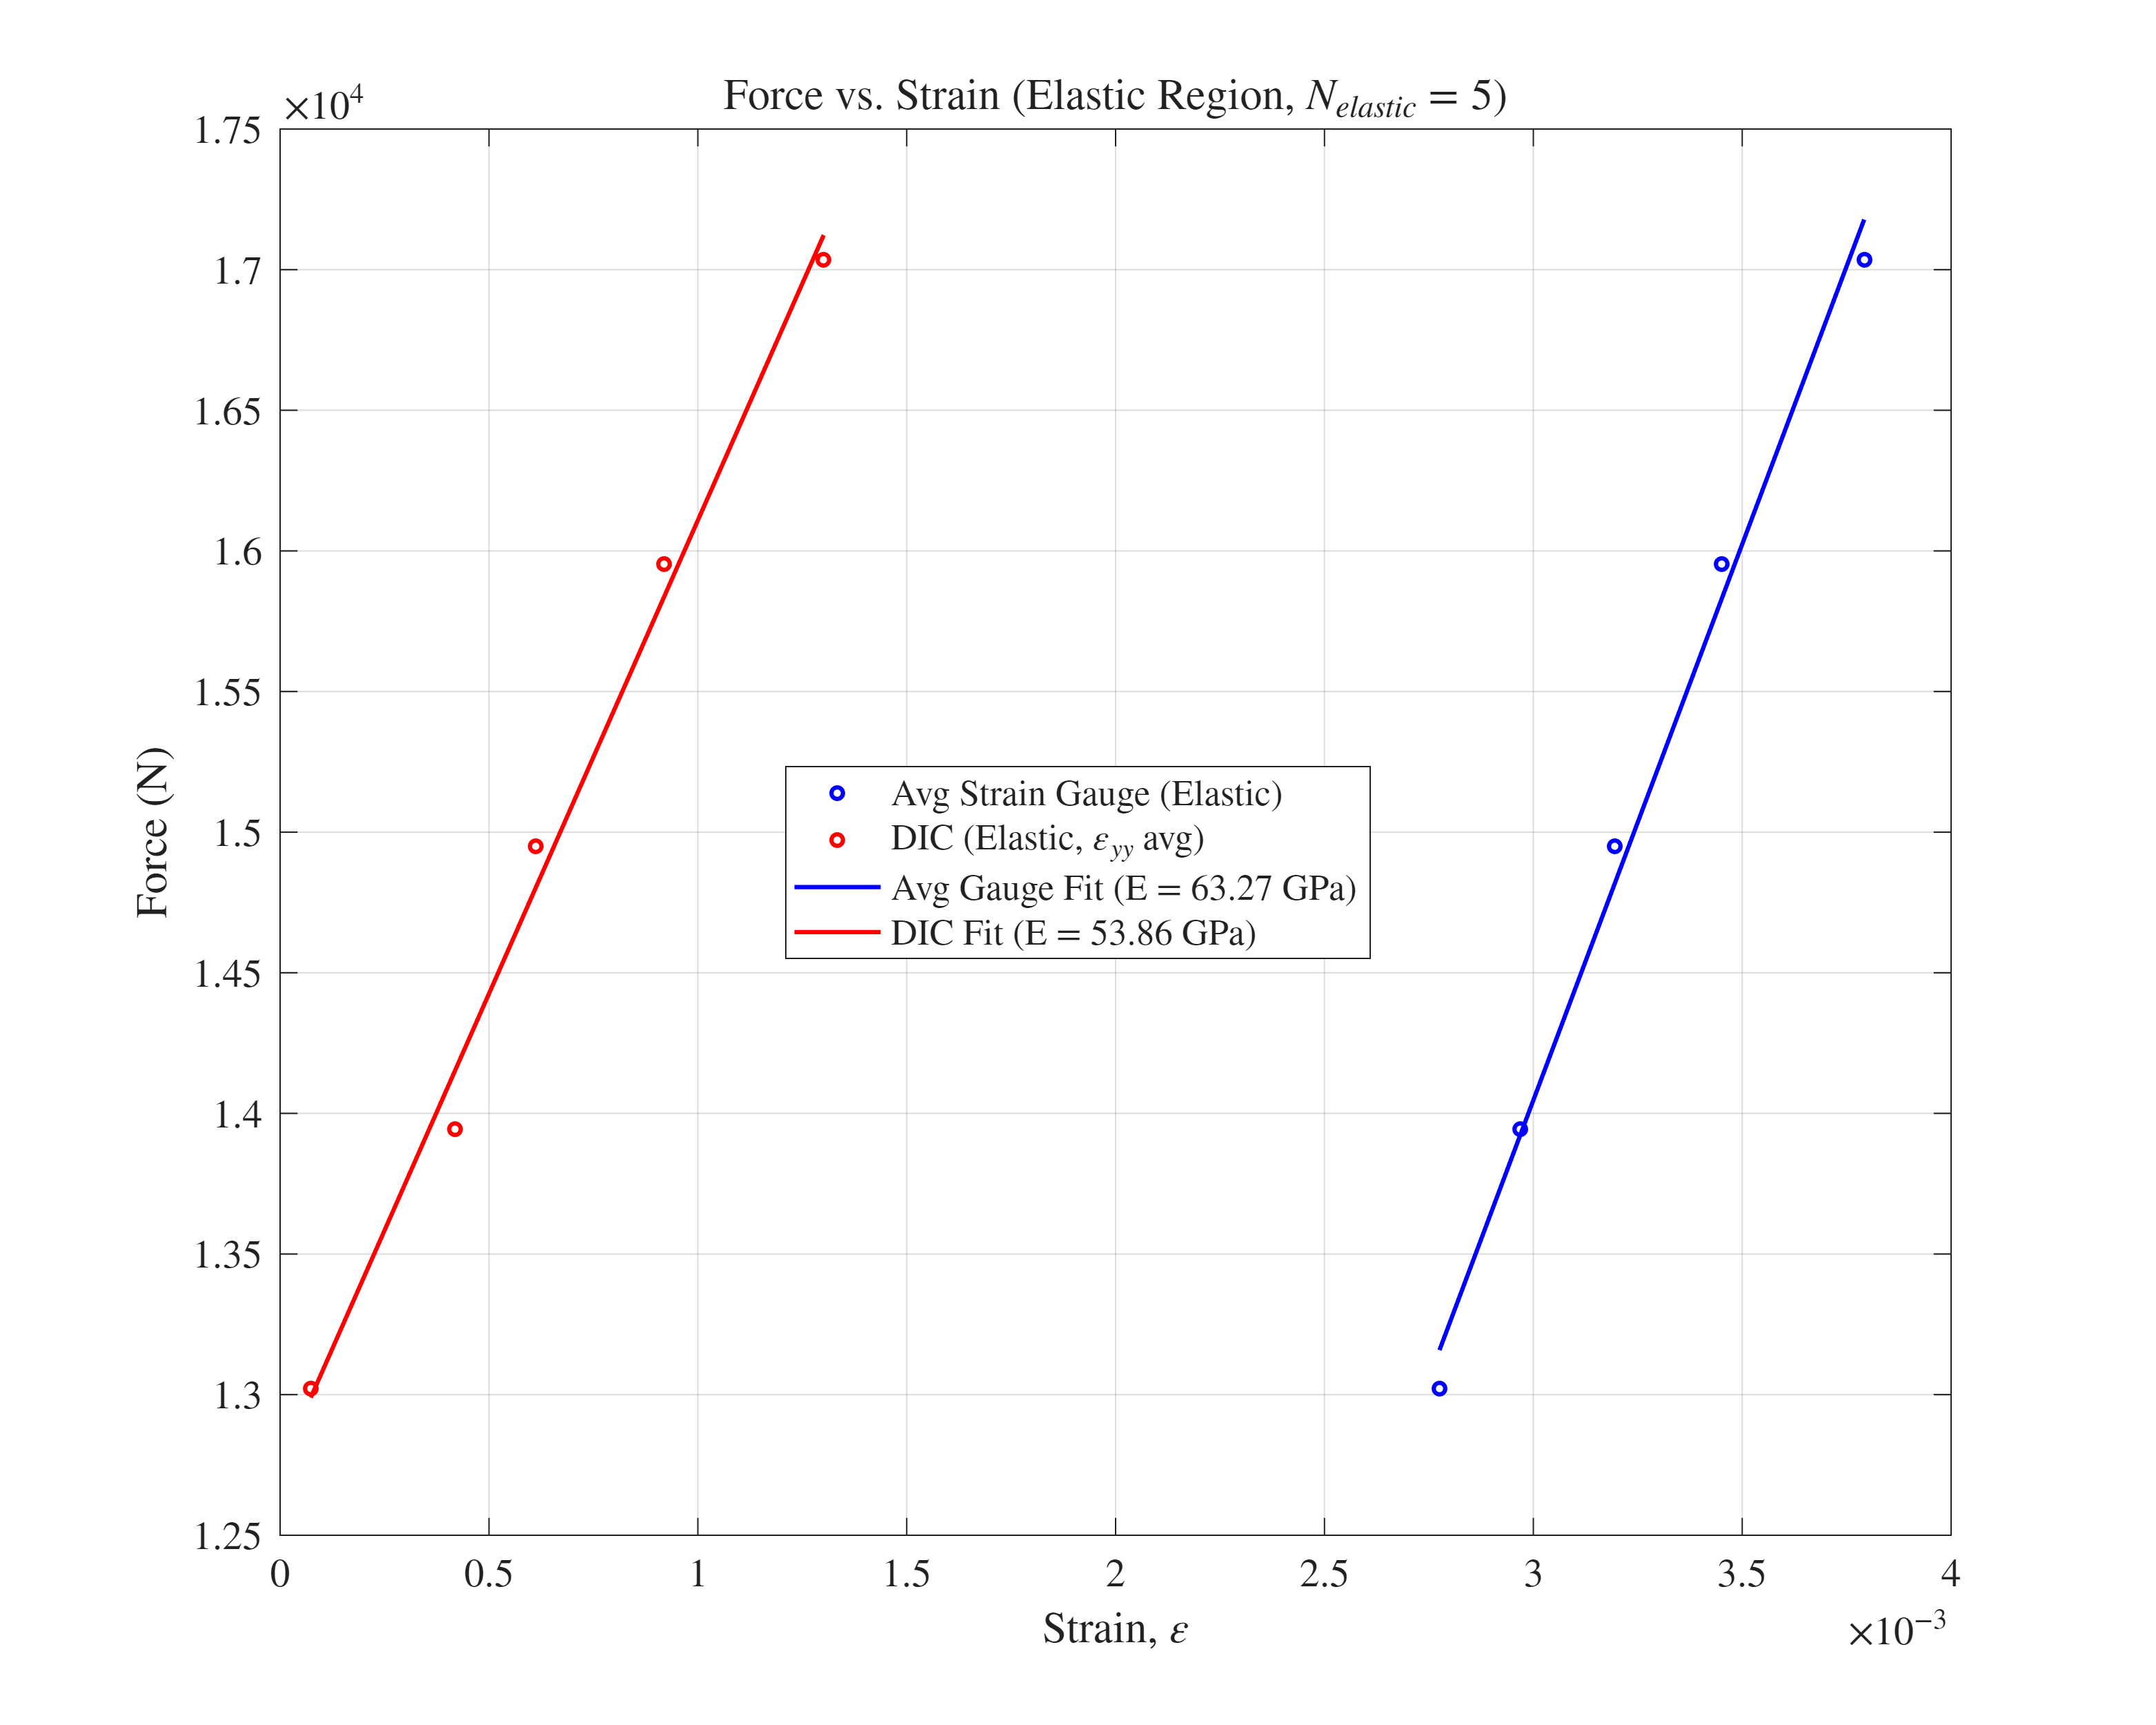 Force vs. Strain (Elastic Region, N_elastic = 5)
×10⁴
1.75
1.7
1.65
1.6
1.55
1.5
1.45
1.4
1.35
1.3
1.25
Force (N)
Avg Strain Gauge (Elastic)
DIC (Elastic, ε_yy avg)
Avg Gauge Fit (E = 63.27 GPa)
DIC Fit (E = 53.86 GPa)
0 0.5 1 1.5 2 2.5 3 3.5 4
Strain, ε
×10⁻³